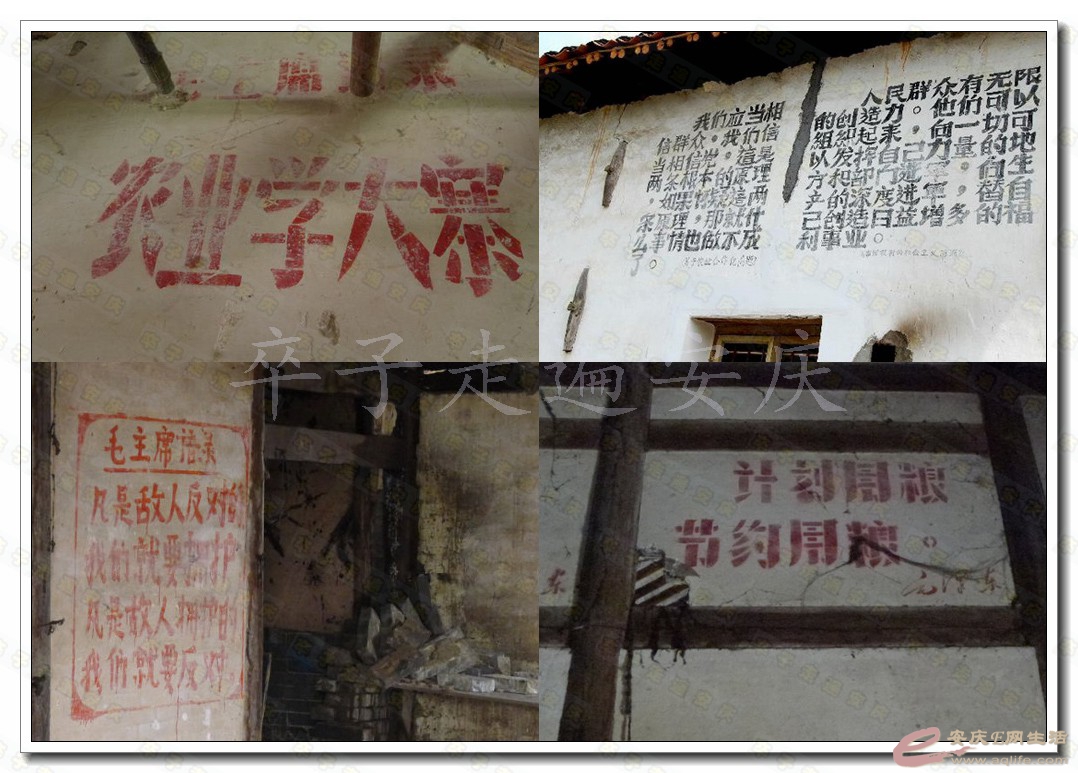 主席
农业学大寨
我们应当相
信群众。我们应
当相信党,这是
两条根本的原理
,如果怀疑这两
条原理,那就什
么事情也做不成
了。
人民群众有无限
的创造力。他们可以
组织起来,向一切可
以发挥自己力量的地
方和部门进军,向生
产的深度进军,替自
己创造日益增多的福
利事业。
毛主席语录
凡是敌人反对的
我们就要拥护
凡是敌人拥护的
我们就要反对
计划用粮
节约用粮。
东
毛泽东
卒子走遍安庆
安庆E网生活
www.aqlife.com